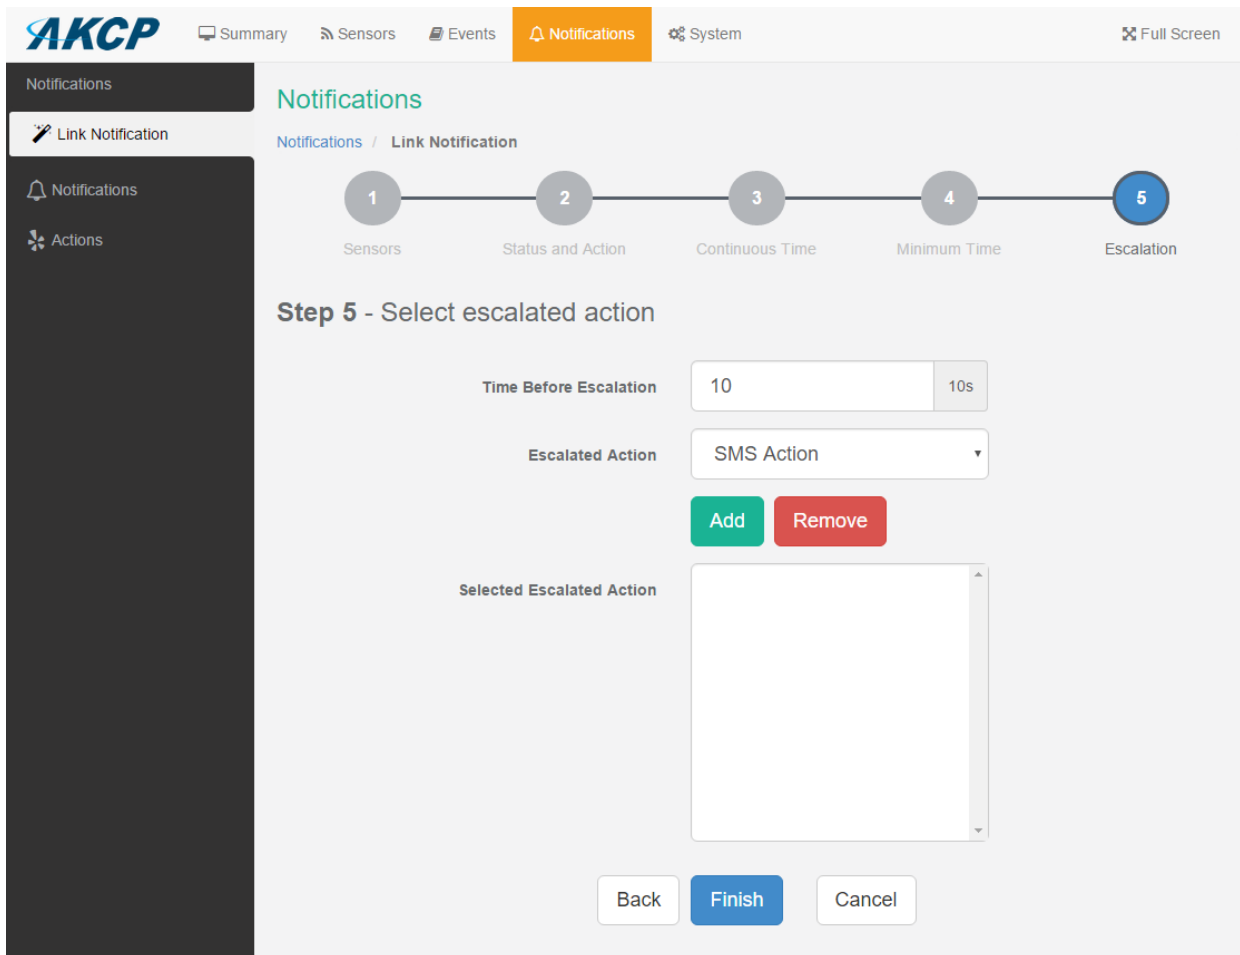 AKCP Summary Sensors Events Notifications System Full Screen
Notifications
Link Notification
Notifications
Actions
Notifications
Notifications / Link Notification
1 2 3 4 5
Sensors Status and Action Continuous Time Minimum Time Escalation
Step 5 - Select escalated action
Time Before Escalation 10 10s
Escalated Action SMS Action
Add Remove
Selected Escalated Action
Back Finish Cancel